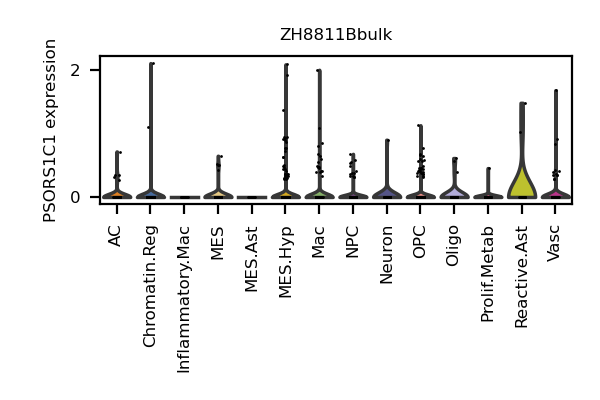 ZH8811Bbulk
PSORS1C1 expression
2
0
AC
Chromatin.Reg
Inflammatory.Mac
MES
MES.Ast
MES.Hyp
Mac
NPC
Neuron
OPC
Oligo
Prolif.Metab
Reactive.Ast
Vasc